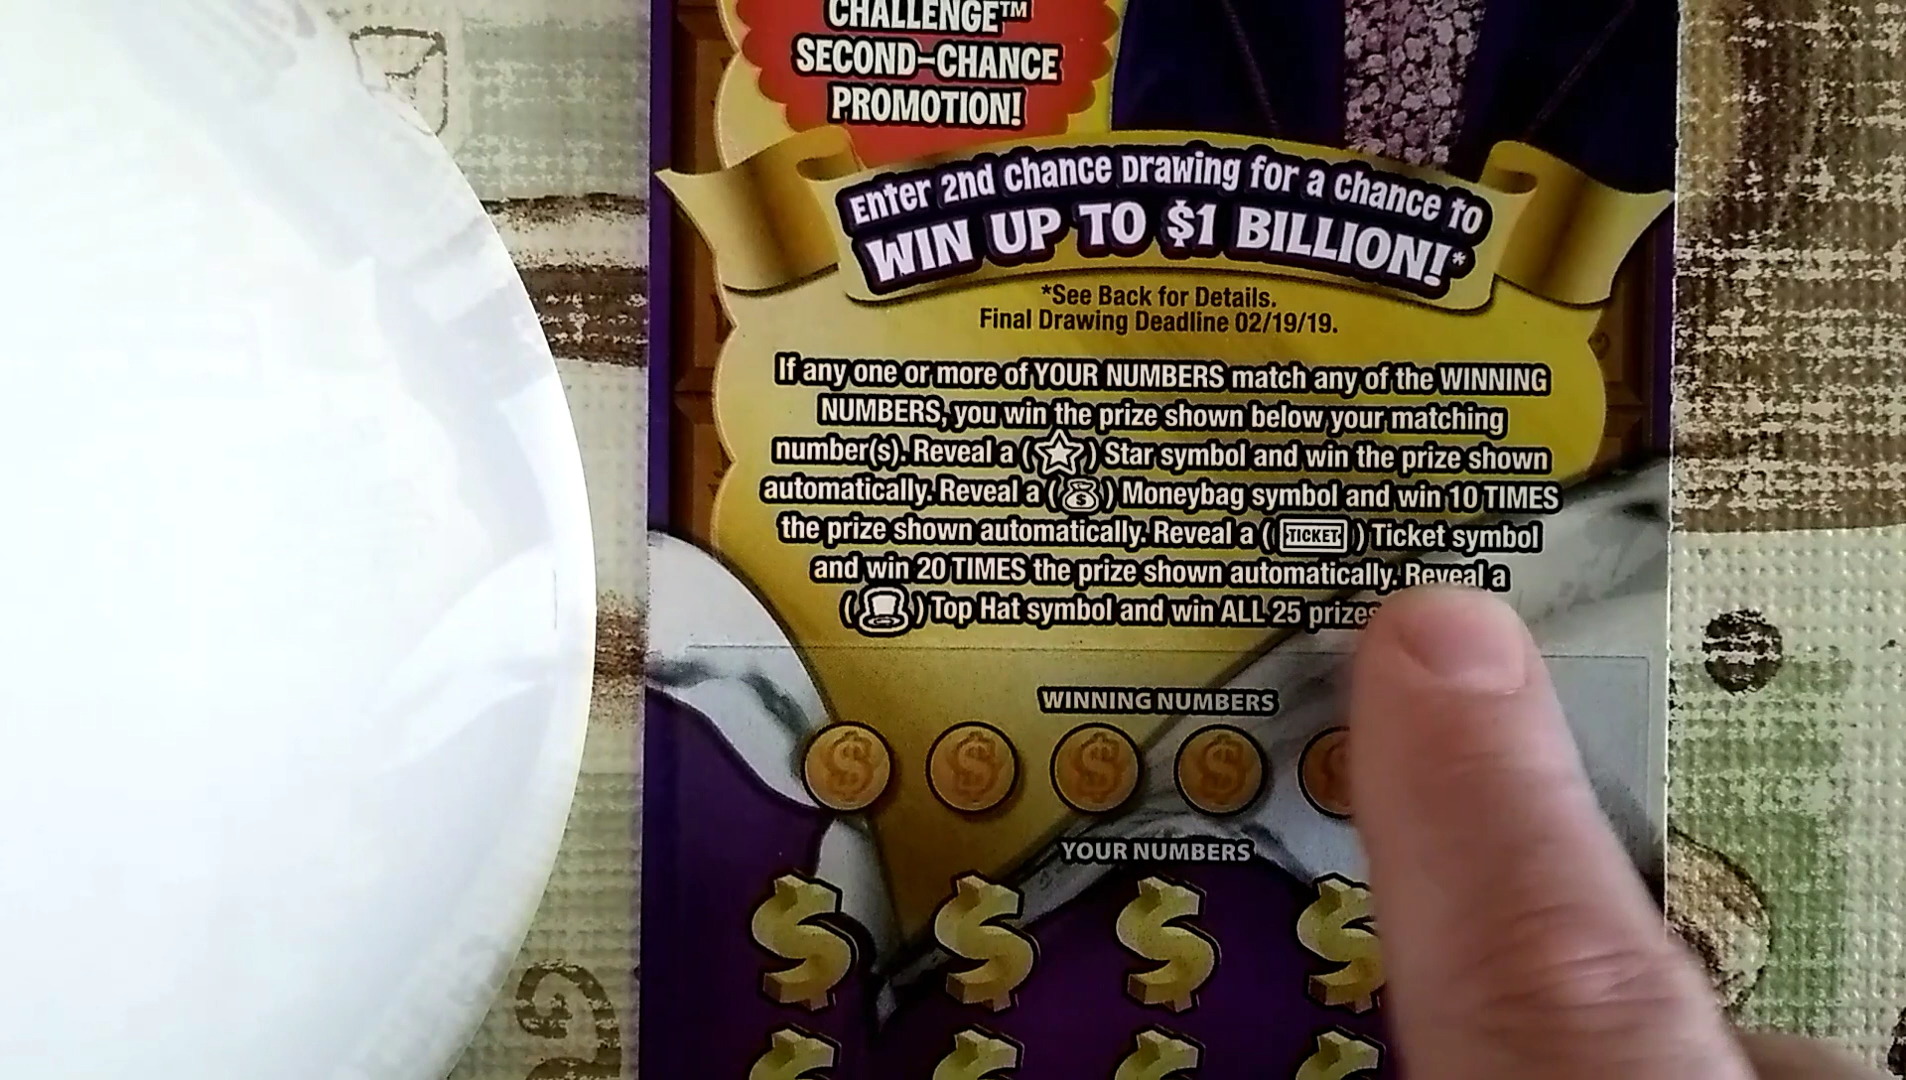 CHALLENGE™
SECOND-CHANCE
PROMOTION!
Enter 2nd Chance Drawing for a chance to
WIN UP TO $1 BILLION!*
*See Back for Details.
Final Drawing Deadline 02/19/19.
If any one or more of YOUR NUMBERS match any of the WINNING
NUMBERS, you win the prize shown below your matching
number(s). Reveal a ( ) Star symbol and win the prize shown
automatically. Reveal a ( $ ) Moneybag symbol and win 10 TIMES
the prize shown automatically. Reveal a ( TICKET ) Ticket symbol
and win 20 TIMES the prize shown automatically. Reveal a
( ) Top Hat symbol and win ALL 25 prizes
WINNING NUMBERS
$ $ $ $ $
YOUR NUMBERS
$ $ $ $
$ $ $ $